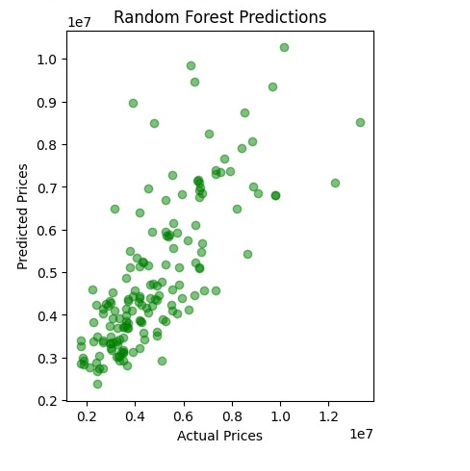 Random Forest Predictions
1e7
1.0
0.9
0.8
0.7
0.6
0.5
0.4
0.3
0.2
Predicted Prices
0.2 0.4 0.6 0.8 1.0 1.2
Actual Prices
1e7